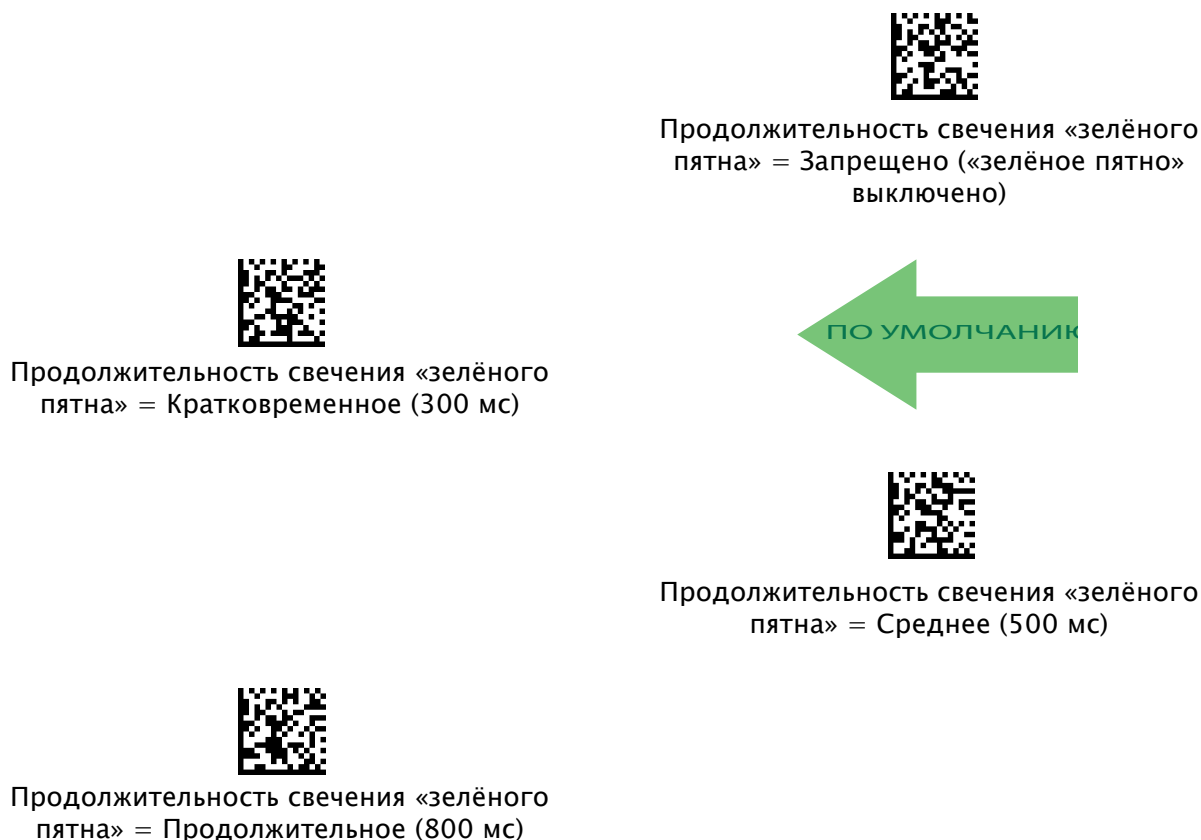 Продолжительность свечения «зелёного
пятна» = Запрещено («зелёное пятно»
выключено)
Продолжительность свечения «зелёного
пятна» = Кратковременное (300 мс)
ПО УМОЛЧАНИЮ
Продолжительность свечения «зелёного
пятна» = Среднее (500 мс)
Продолжительность свечения «зелёного
пятна» = Продолжительное (800 мс)